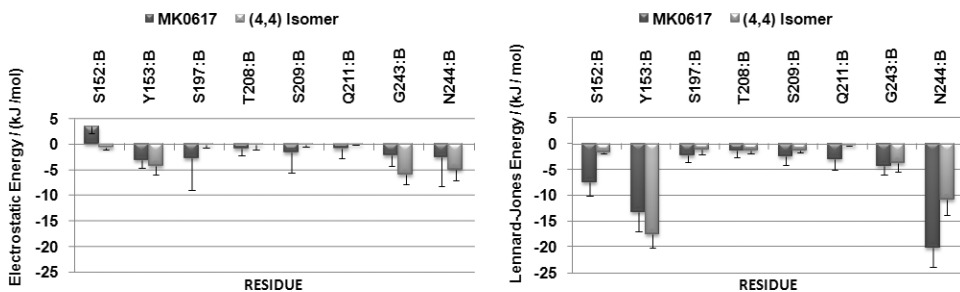 MK0617 (4,4) Isomer
S152:B
Y153:B
S197:B
T208:B
S209:B
Q211:B
G243:B
N244:B
Electrostatic Energy / (kJ /mol)
5
0
-5
-10
-15
-20
-25
RESIDUE
MK0617 (4,4) Isomer
S152:B
Y153:B
S197:B
T208:B
S209:B
Q211:B
G243:B
N244:B
Lennard-Jones Energy / (kJ / mol)
5
0
-5
-10
-15
-20
-25
RESIDUE